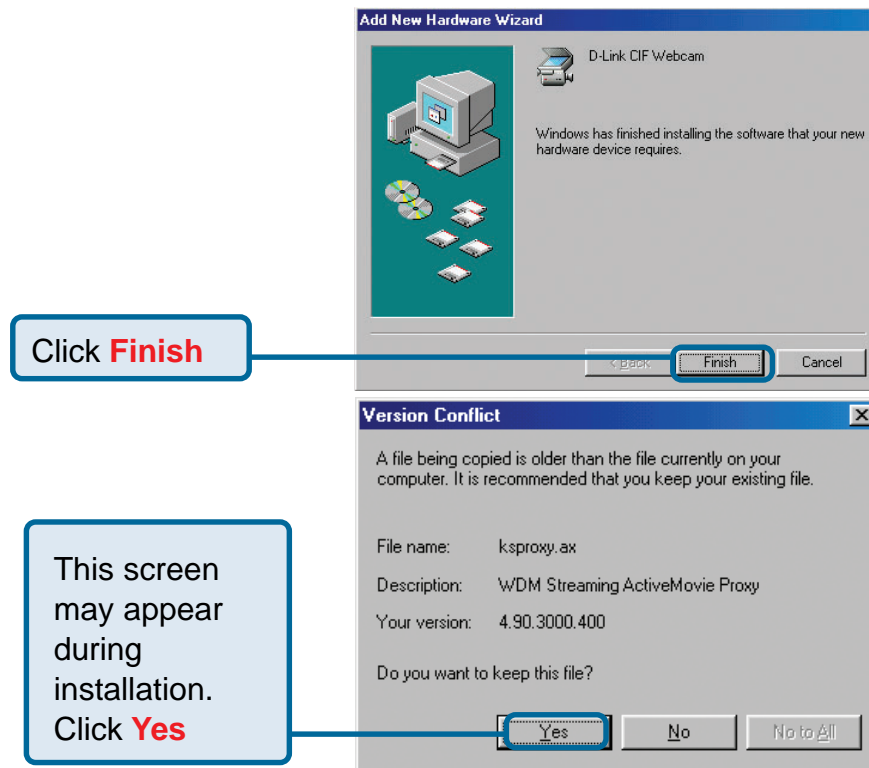 Add New Hardware Wizard
D-Link CIF Webcam
Windows has finished installing the software that your new
hardware device requires.
Click Finish
< Back
Finish
Cancel
Version Conflict
A file being copied is older than the file currently on your
computer. It is recommended that you keep your existing file.
File name: ksproxy.ax
Description: WDM Streaming ActiveMovie Proxy
Your version: 4.90.3000.400
Do you want to keep this file?
This screen
may appear
during
installation.
Click Yes
Yes
No
No to All